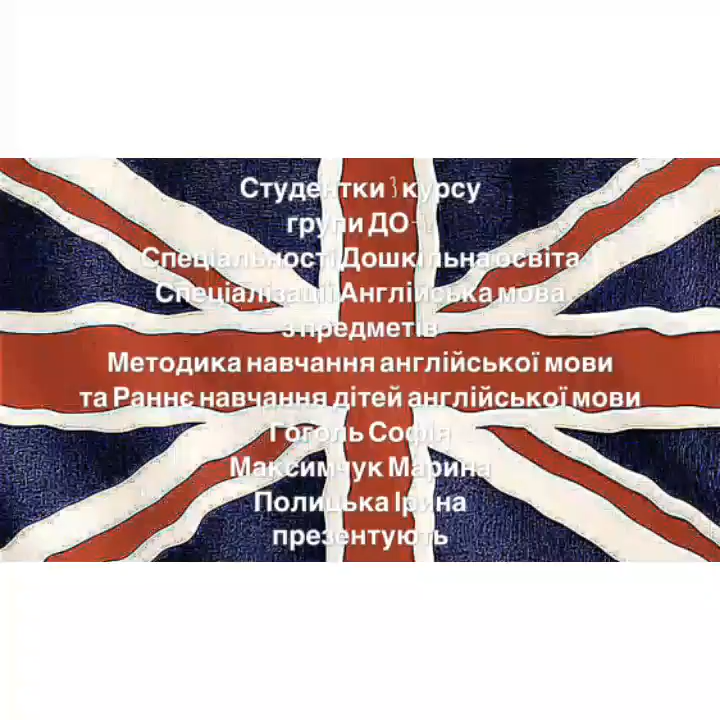 Студентки 3 курсу
групи ДО-
Спеціальності Дошкільна освіта
Спеціалізації Англійська мова
з предметів
Методика навчання англійської мови
та Раннє навчання дітей англійської мови
Гоголь Софія
Максимчук Марина
Полицька Ірина
презентують